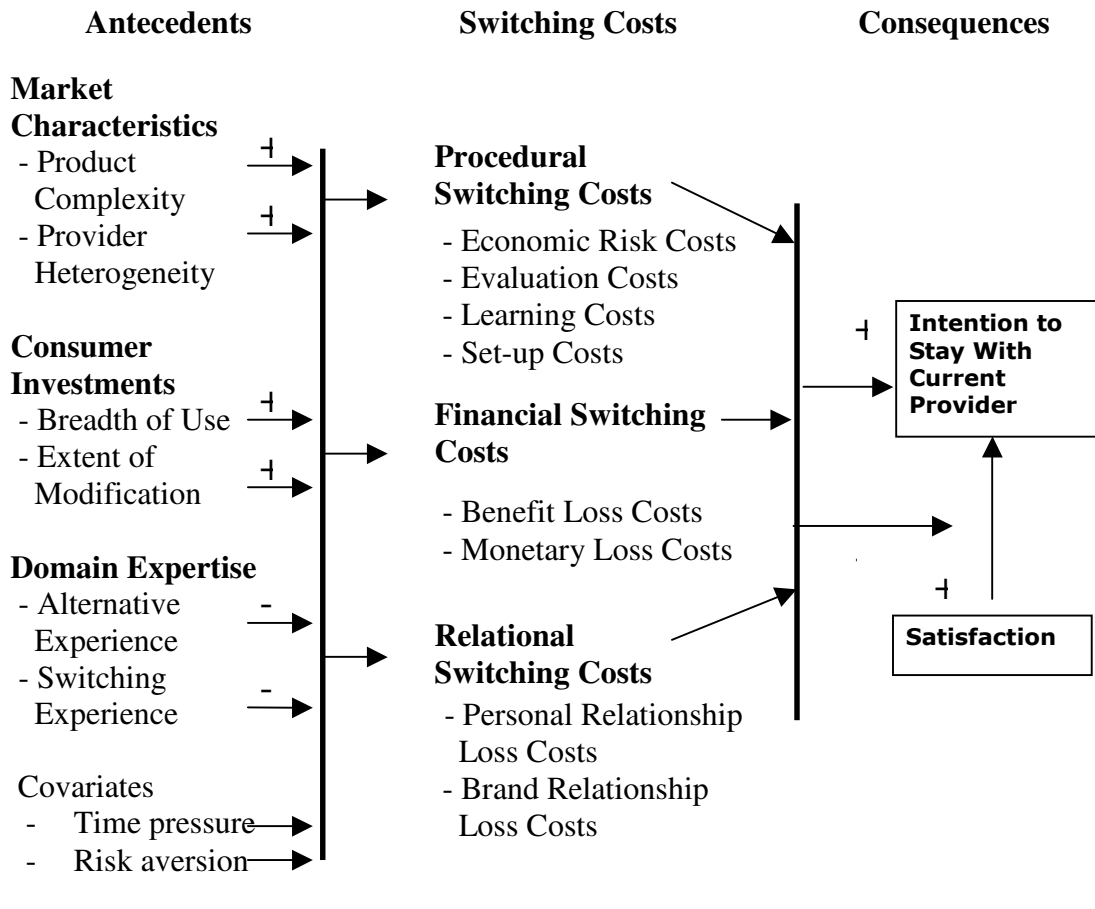 Antecedents
Switching Costs
Consequences
Market
Characteristics
- Product
Complexity
- Provider
Heterogeneity
+
+
Consumer
Investments
- Breadth of Use
- Extent of
Modification
+
+
Domain Expertise
- Alternative
Experience
- Switching
Experience
-
-
Covariates
- Time pressure
- Risk aversion
Procedural
Switching Costs
- Economic Risk Costs
- Evaluation Costs
- Learning Costs
- Set-up Costs
Financial Switching
Costs
- Benefit Loss Costs
- Monetary Loss Costs
Relational
Switching Costs
- Personal Relationship
Loss Costs
- Brand Relationship
Loss Costs
+
Intention to
Stay With
Current
Provider
+
Satisfaction